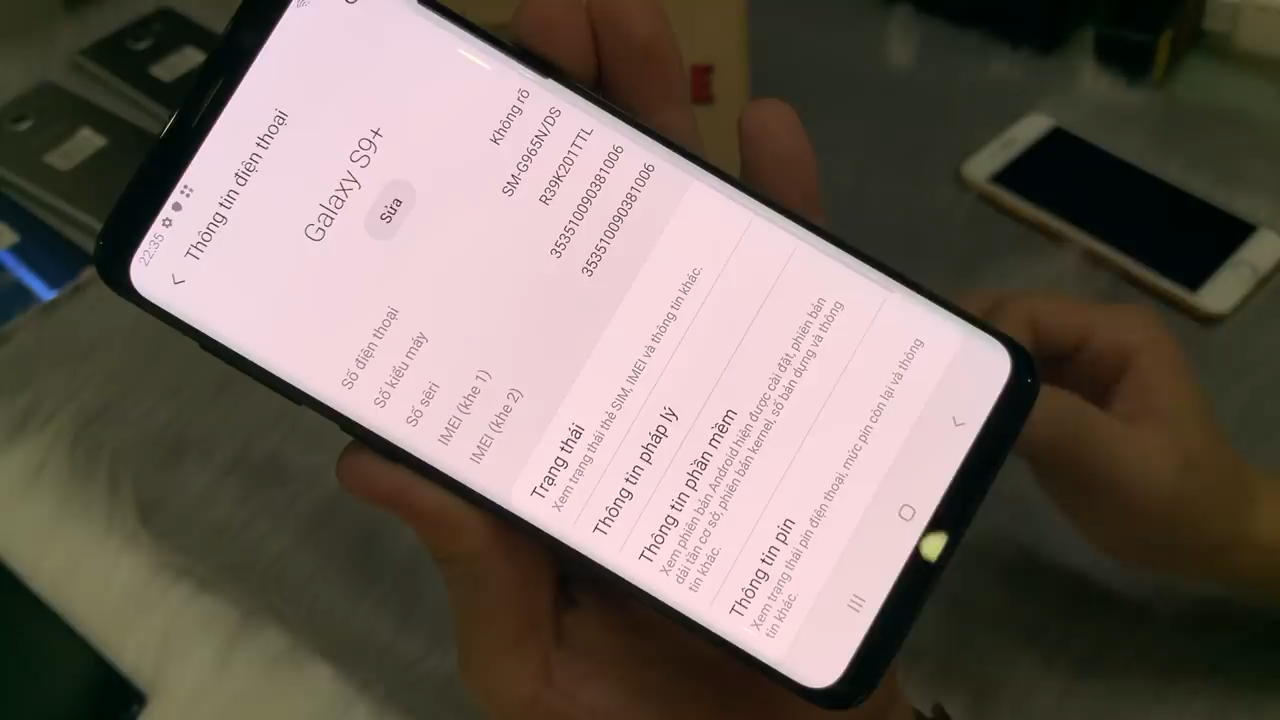 22:35
Thông tin điện thoại
Galaxy S9+
Sửa
Số điện thoại Không rõ
Số kiểu máy SM-G965N/DS
Số sêri R39K201TTL
IMEI (khe 1) 353510090381006
IMEI (khe 2) 353510090381006
Trạng thái
Xem trạng thái thẻ SIM, IMEI và thông tin khác.
Thông tin pháp lý
Thông tin phần mềm
Xem phiên bản Android hiện được cài đặt, phiên bản
dải tần cơ sở, phiên bản kernel, số bản dựng và thông
tin khác.
Thông tin pin
Xem trạng thái pin điện thoại, mức pin còn lại và thông
tin khác.